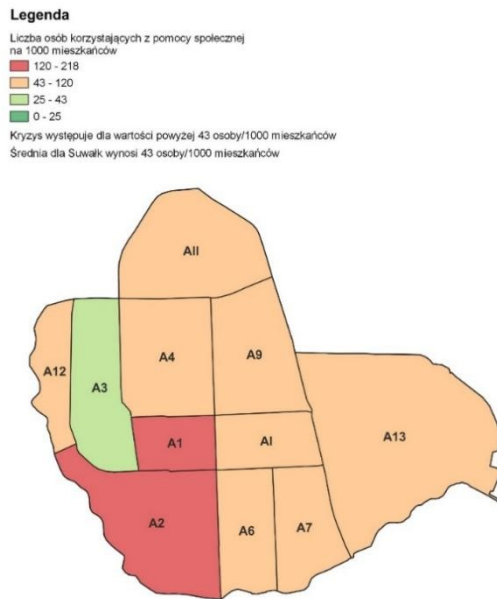 Legenda
Liczba osób korzystających z pomocy społecznej
na 1000 mieszkańców
120 - 218
43 - 120
25 - 43
0 - 25
Kryzys występuje dla wartości powyżej 43 osoby/1000 mieszkańców
Średnia dla Suwałk wynosi 43 osoby/1000 mieszkańców
AII
A12
A3
A4
A9
A1
AI
A13
A2
A6
A7